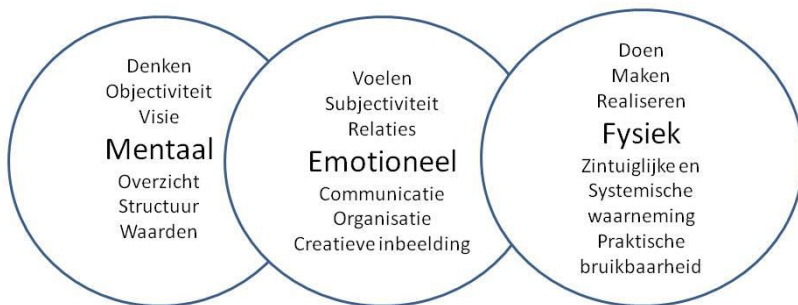 Denken
Objectiviteit
Visie
Mentaal
Overzicht
Structuur
Waarden
Voelen
Subjectiviteit
Relaties
Emotioneel
Communicatie
Organisatie
Creatieve inbeelding
Doen
Maken
Realiseren
Fysiek
Zintuiglijke en
Systemische
waarneming
Praktische
bruikbaarheid